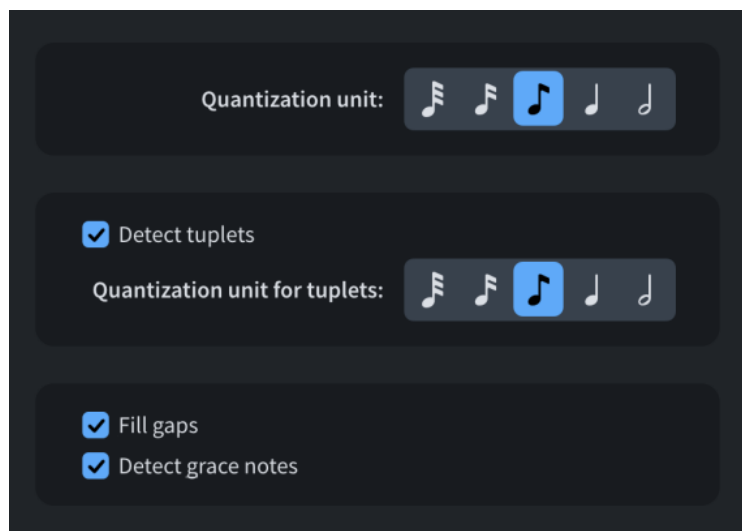 Quantization unit:
Detect tuplets
Quantization unit for tuplets:
Fill gaps
Detect grace notes